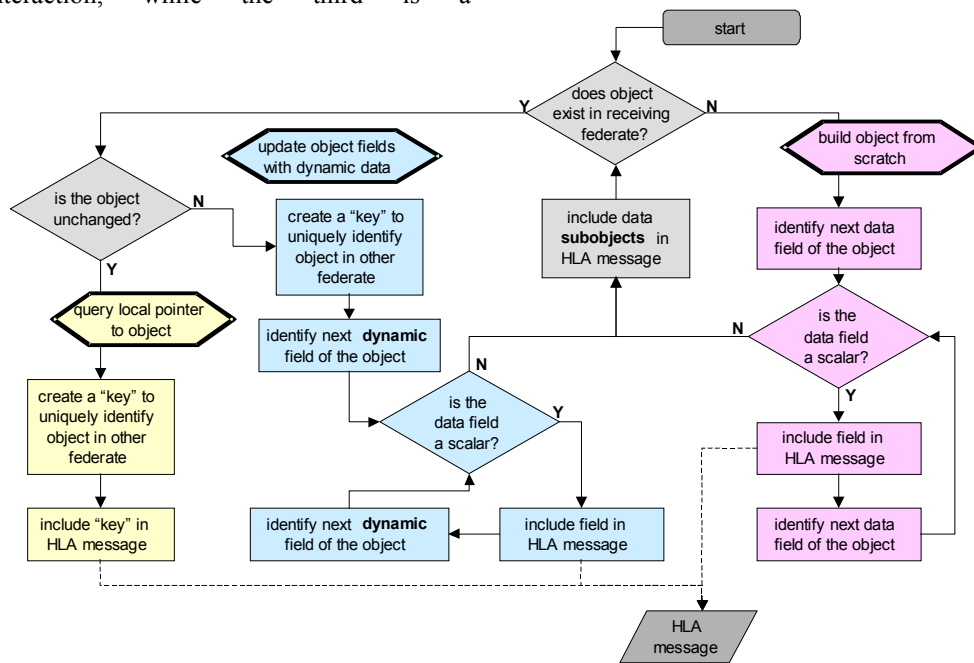 while the third is a
start
does object
exist in receiving
federate?
Y
N
update object fields
with dynamic data
build object from
scratch
is the object
unchanged?
N
Y
create a “key” to
uniquely identify
object in other
federate
include data
subobjects in
HLA message
identify next data
field of the object
query local pointer
to object
identify next dynamic
field of the object
is the
data field
a scalar?
N
Y
create a “key” to
uniquely identify
object in other
federate
is the
data field
a scalar?
N
Y
include field in
HLA message
include “key” in
HLA message
identify next dynamic
field of the object
include field in
HLA message
identify next data
field of the object
HLA
message